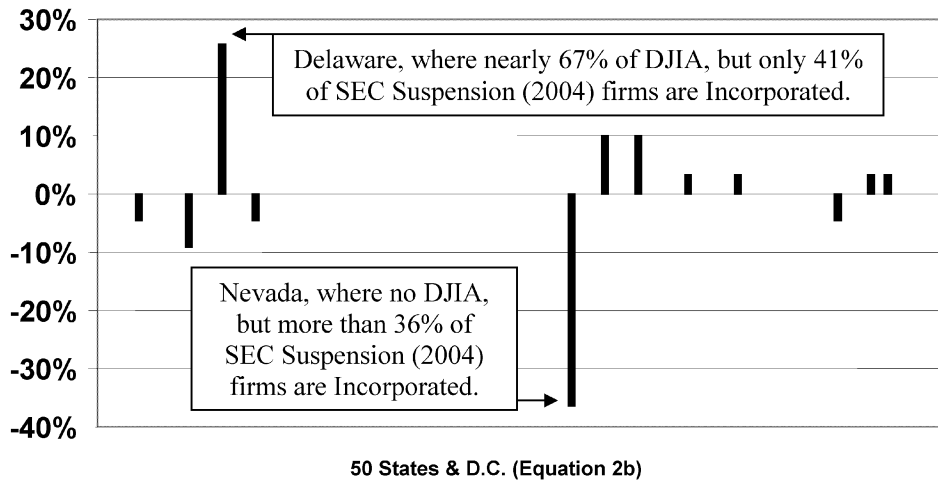 30%
Delaware, where nearly 67% of DJIA, but only 41%
of SEC Suspension (2004) firms are Incorporated.
20%
10%
0%
-10%
Nevada, where no DJIA,
but more than 36% of
SEC Suspension (2004)
firms are Incorporated.
-20%
-30%
-40%
50 States & D.C. (Equation 2b)